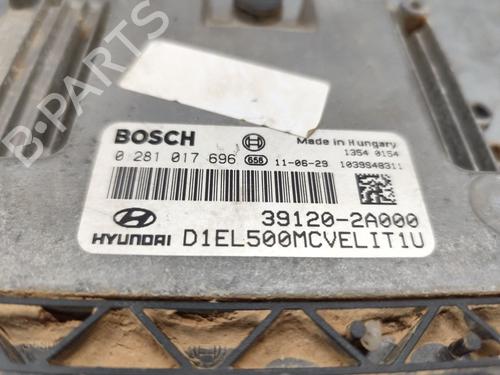 BOSCH
Made in Hungary
1354 0154
0 281 017 696 658 11-06-29 1039S48311
39120-2A000
HYUNDAI D1EL500MCVELIT1U
B-Parts